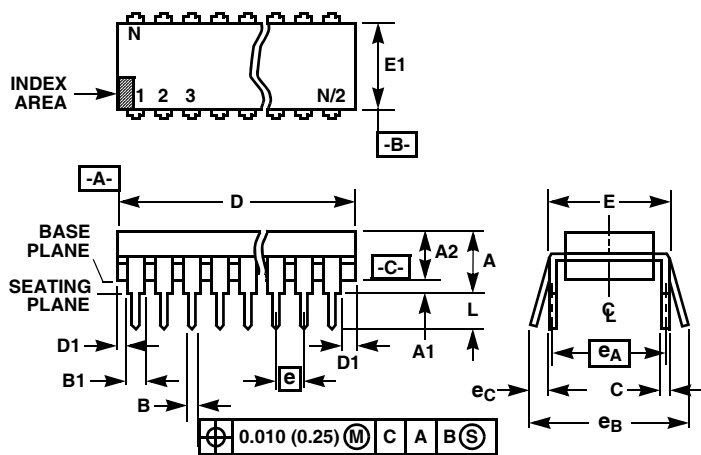 N
E1
INDEX
AREA
1 2 3 N/2
-B-
-A-
D
E
BASE
PLANE
A2
A
-C-
SEATING
PLANE
L
C L
D1
A1
D1
e
eA
B1
eC
C
B
eB
0.010 (0.25) M C A B S